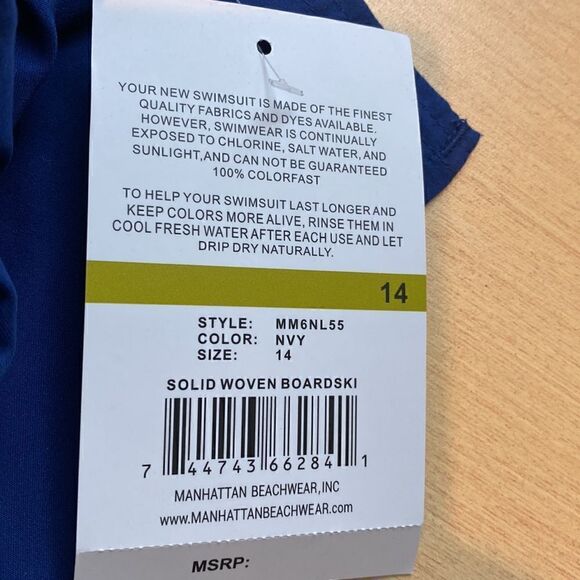 YOUR NEW SWIMSUIT IS MADE OF THE FINEST
QUALITY FABRICS AND DYES AVAILABLE.
HOWEVER, SWIMWEAR IS CONTINUALLY
EXPOSED TO CHLORINE, SALT WATER, AND
SUNLIGHT,AND CAN NOT BE GUARANTEED
100% COLORFAST
TO HELP YOUR SWIMSUIT LAST LONGER AND
KEEP COLORS MORE ALIVE, RINSE THEM IN
COOL FRESH WATER AFTER EACH USE AND LET
DRIP DRY NATURALLY.
14
STYLE: MM6NL55
COLOR: NVY
SIZE: 14
SOLID WOVEN BOARDSKI
7 44743 66284 1
MANHATTAN BEACHWEAR,INC
www.MANHATTANBEACHWEAR.com
MSRP: